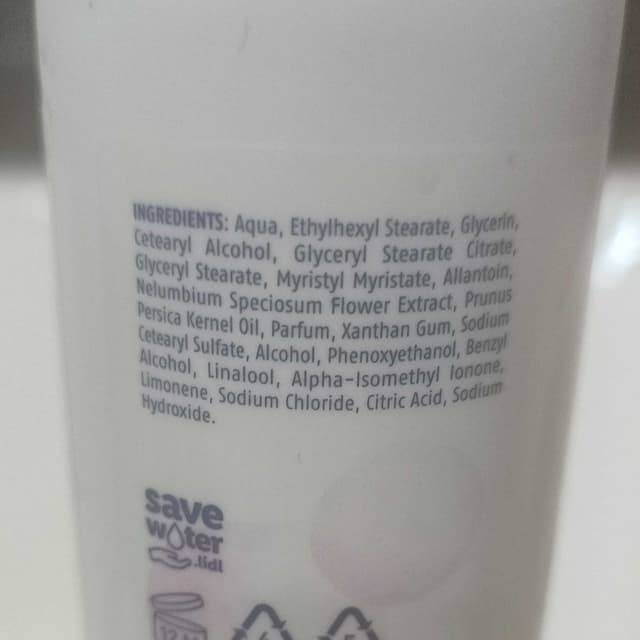 INGREDIENTS: Aqua, Ethylhexyl Stearate, Glycerin,
Cetearyl Alcohol, Glyceryl Stearate Citrate,
Glyceryl Stearate, Myristyl Myristate, Allantoin,
Nelumbium Speciosum Flower Extract, Prunus
Persica Kernel Oil, Parfum, Xanthan Gum, Sodium
Cetearyl Sulfate, Alcohol, Phenoxyethanol, Benzyl
Alcohol, Linalool, Alpha-Isomethyl Ionone,
Limonene, Sodium Chloride, Citric Acid, Sodium
Hydroxide.
save
water
.lidl